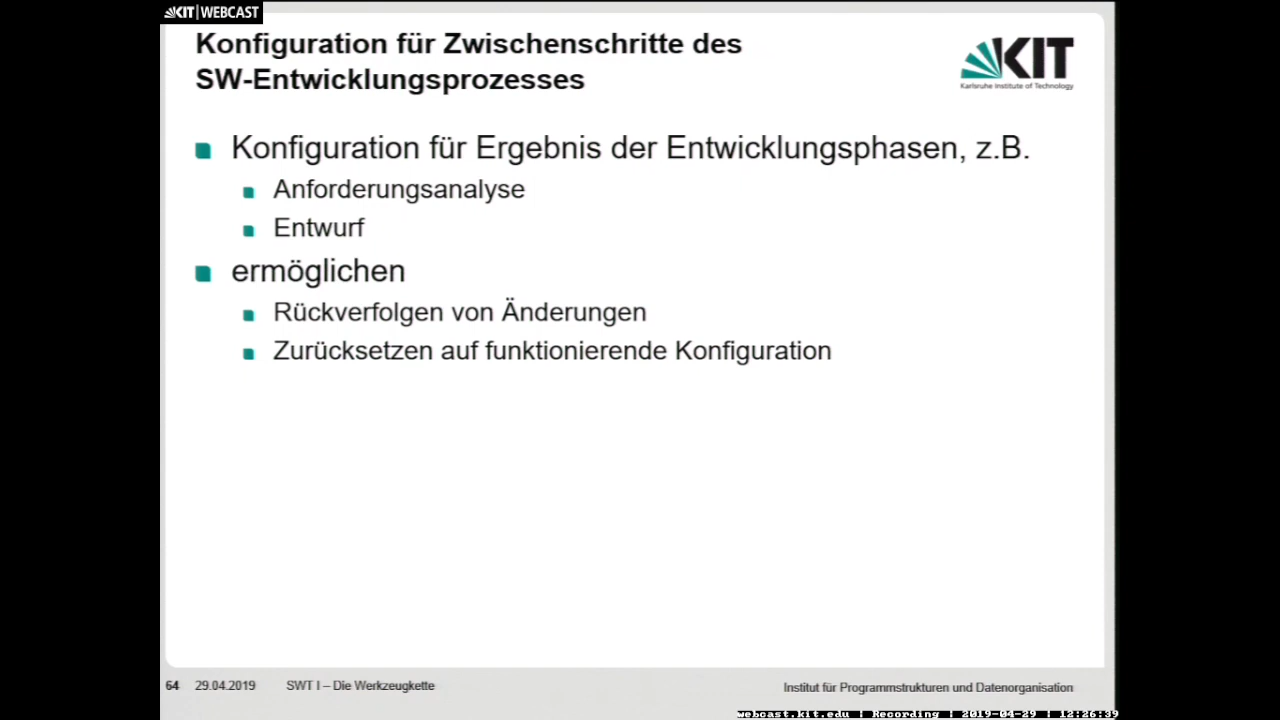 KIT | WEBCAST
Konfiguration für Zwischenschritte des
SW-Entwicklungsprozesses
KIT
Karlsruhe Institute of Technology
Konfiguration für Ergebnis der Entwicklungsphasen, z.B.
Anforderungsanalyse
Entwurf
ermöglichen
Rückverfolgen von Änderungen
Zurücksetzen auf funktionierende Konfiguration
64 29.04.2019 SWT I – Die Werkzeugkette
Institut für Programmstrukturen und Datenorganisation
webcast.kit.edu | Recording | 2019-04-29 | 12:26:39